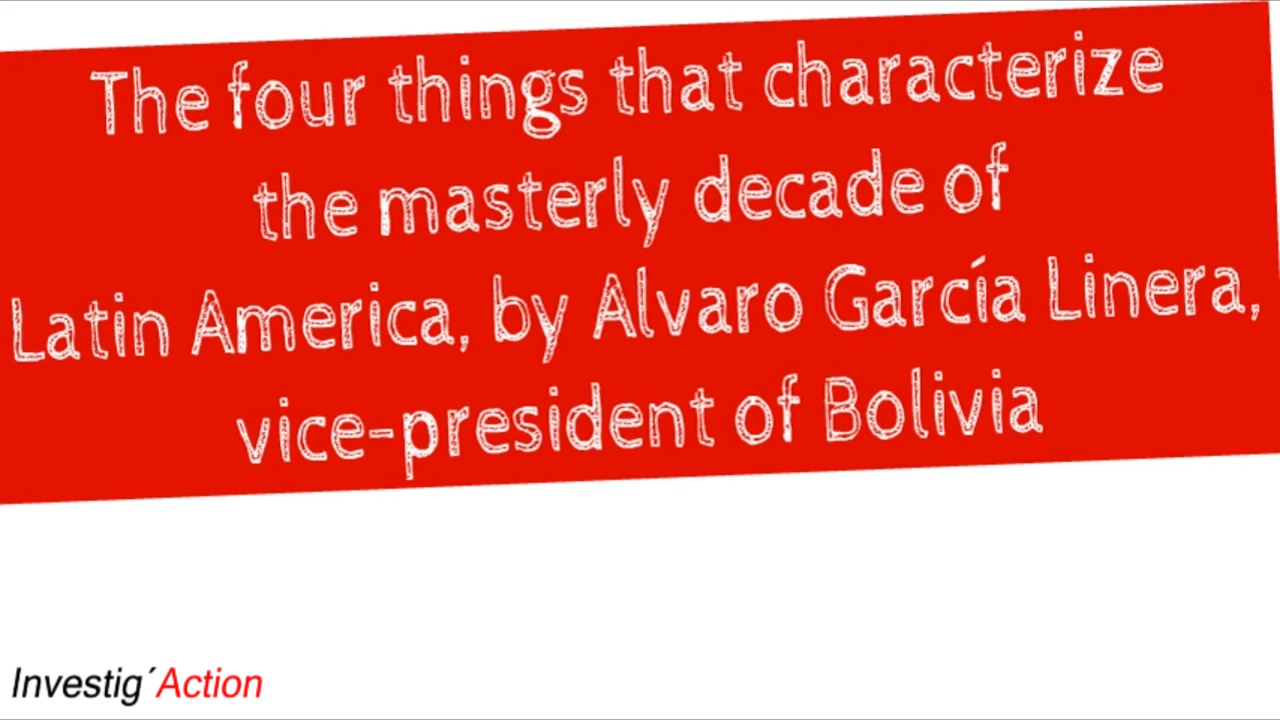 The four things that characterize
the masterly decade of
Latin America, by Alvaro García Linera,
vice-president of Bolivia
Investig´Action